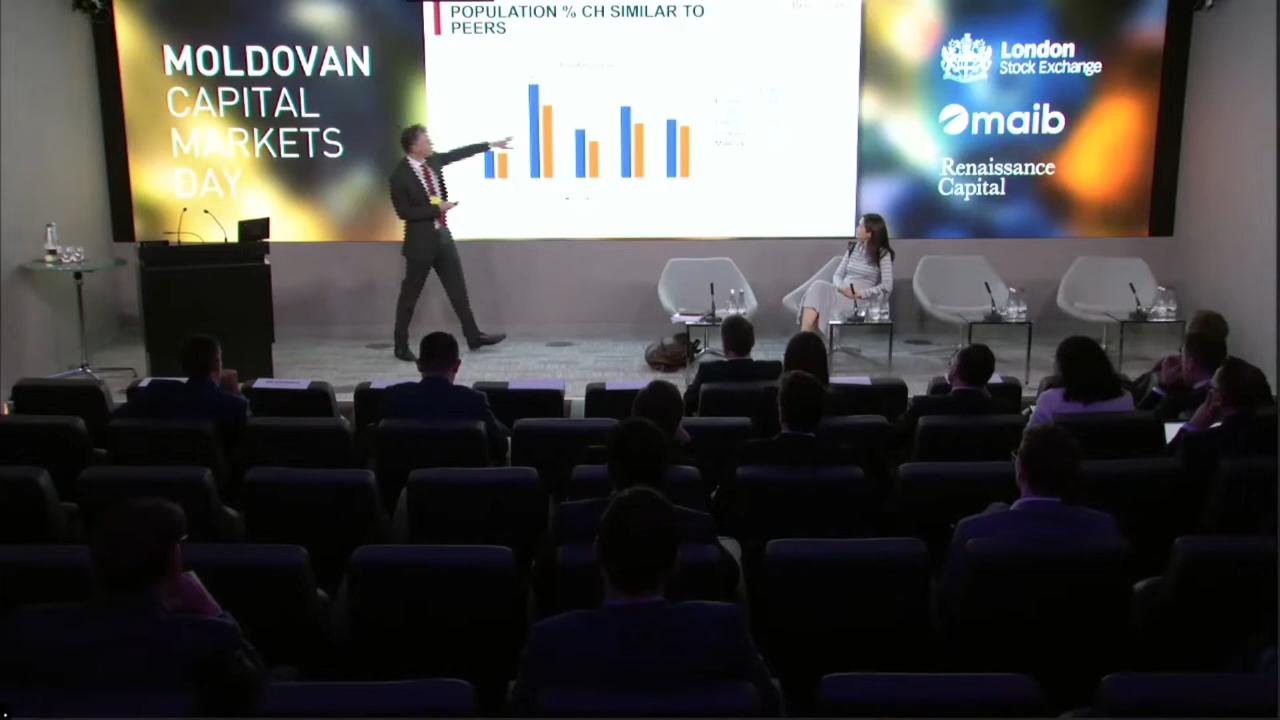 MOLDOVAN
CAPITAL
MARKETS
DAY
POPULATION % CH SIMILAR TO
PEERS
London
Stock Exchange
maib
Renaissance
Capital